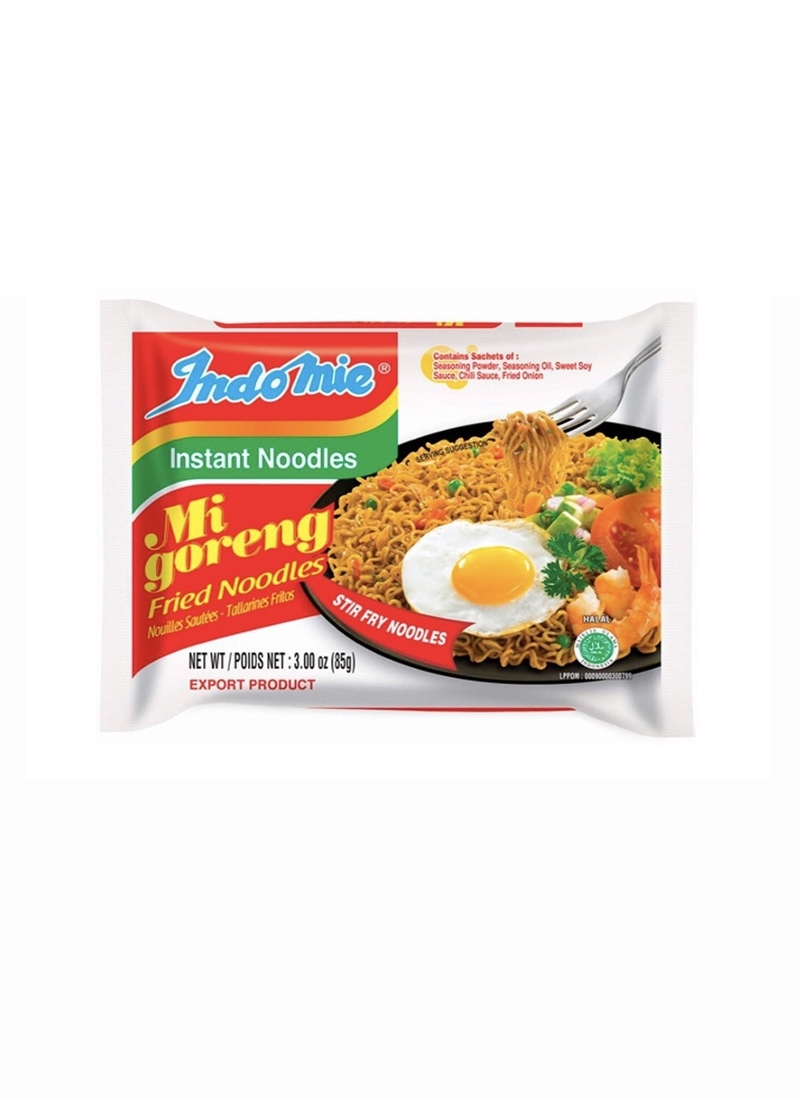 Indomie®
Instant Noodles
Mi
goreng
Fried Noodles
Nouilles Sautées - Tallarines Fritos
NET WT / POIDS NET : 3.00 oz (85g)
EXPORT PRODUCT
Contains Sachets of :
Seasoning Powder, Seasoning Oil, Sweet Soy
Sauce, Chili Sauce, Fried Onion
SERVING SUGGESTION
STIR FRY NOODLES
HALAL
حلال